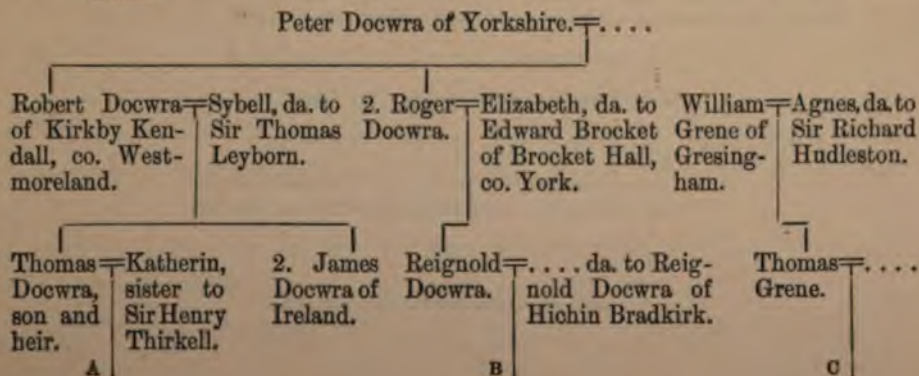 Peter Docwra of Yorkshire.=....
Robert Docwra=Sybell, da. to
of Kirkby Ken- Sir Thomas
dall, co. West- Leyborn.
moreland.
2. Roger=Elizabeth, da. to
Docwra. Edward Brocket
of Brocket Hall,
co. York.
William=Agnes, da. to
Grene of Sir Richard
Gresing- Hudleston.
ham.
Thomas=Katherin,
Docwra, sister to
son and Sir Henry
heir. Thirkell.
A
2. James
Docwra of
Ireland.
Reignold=.... da. to Reig-
Docwra. nold Docwra of
Hichin Bradkirk.
B
Thomas=....
Grene.
C